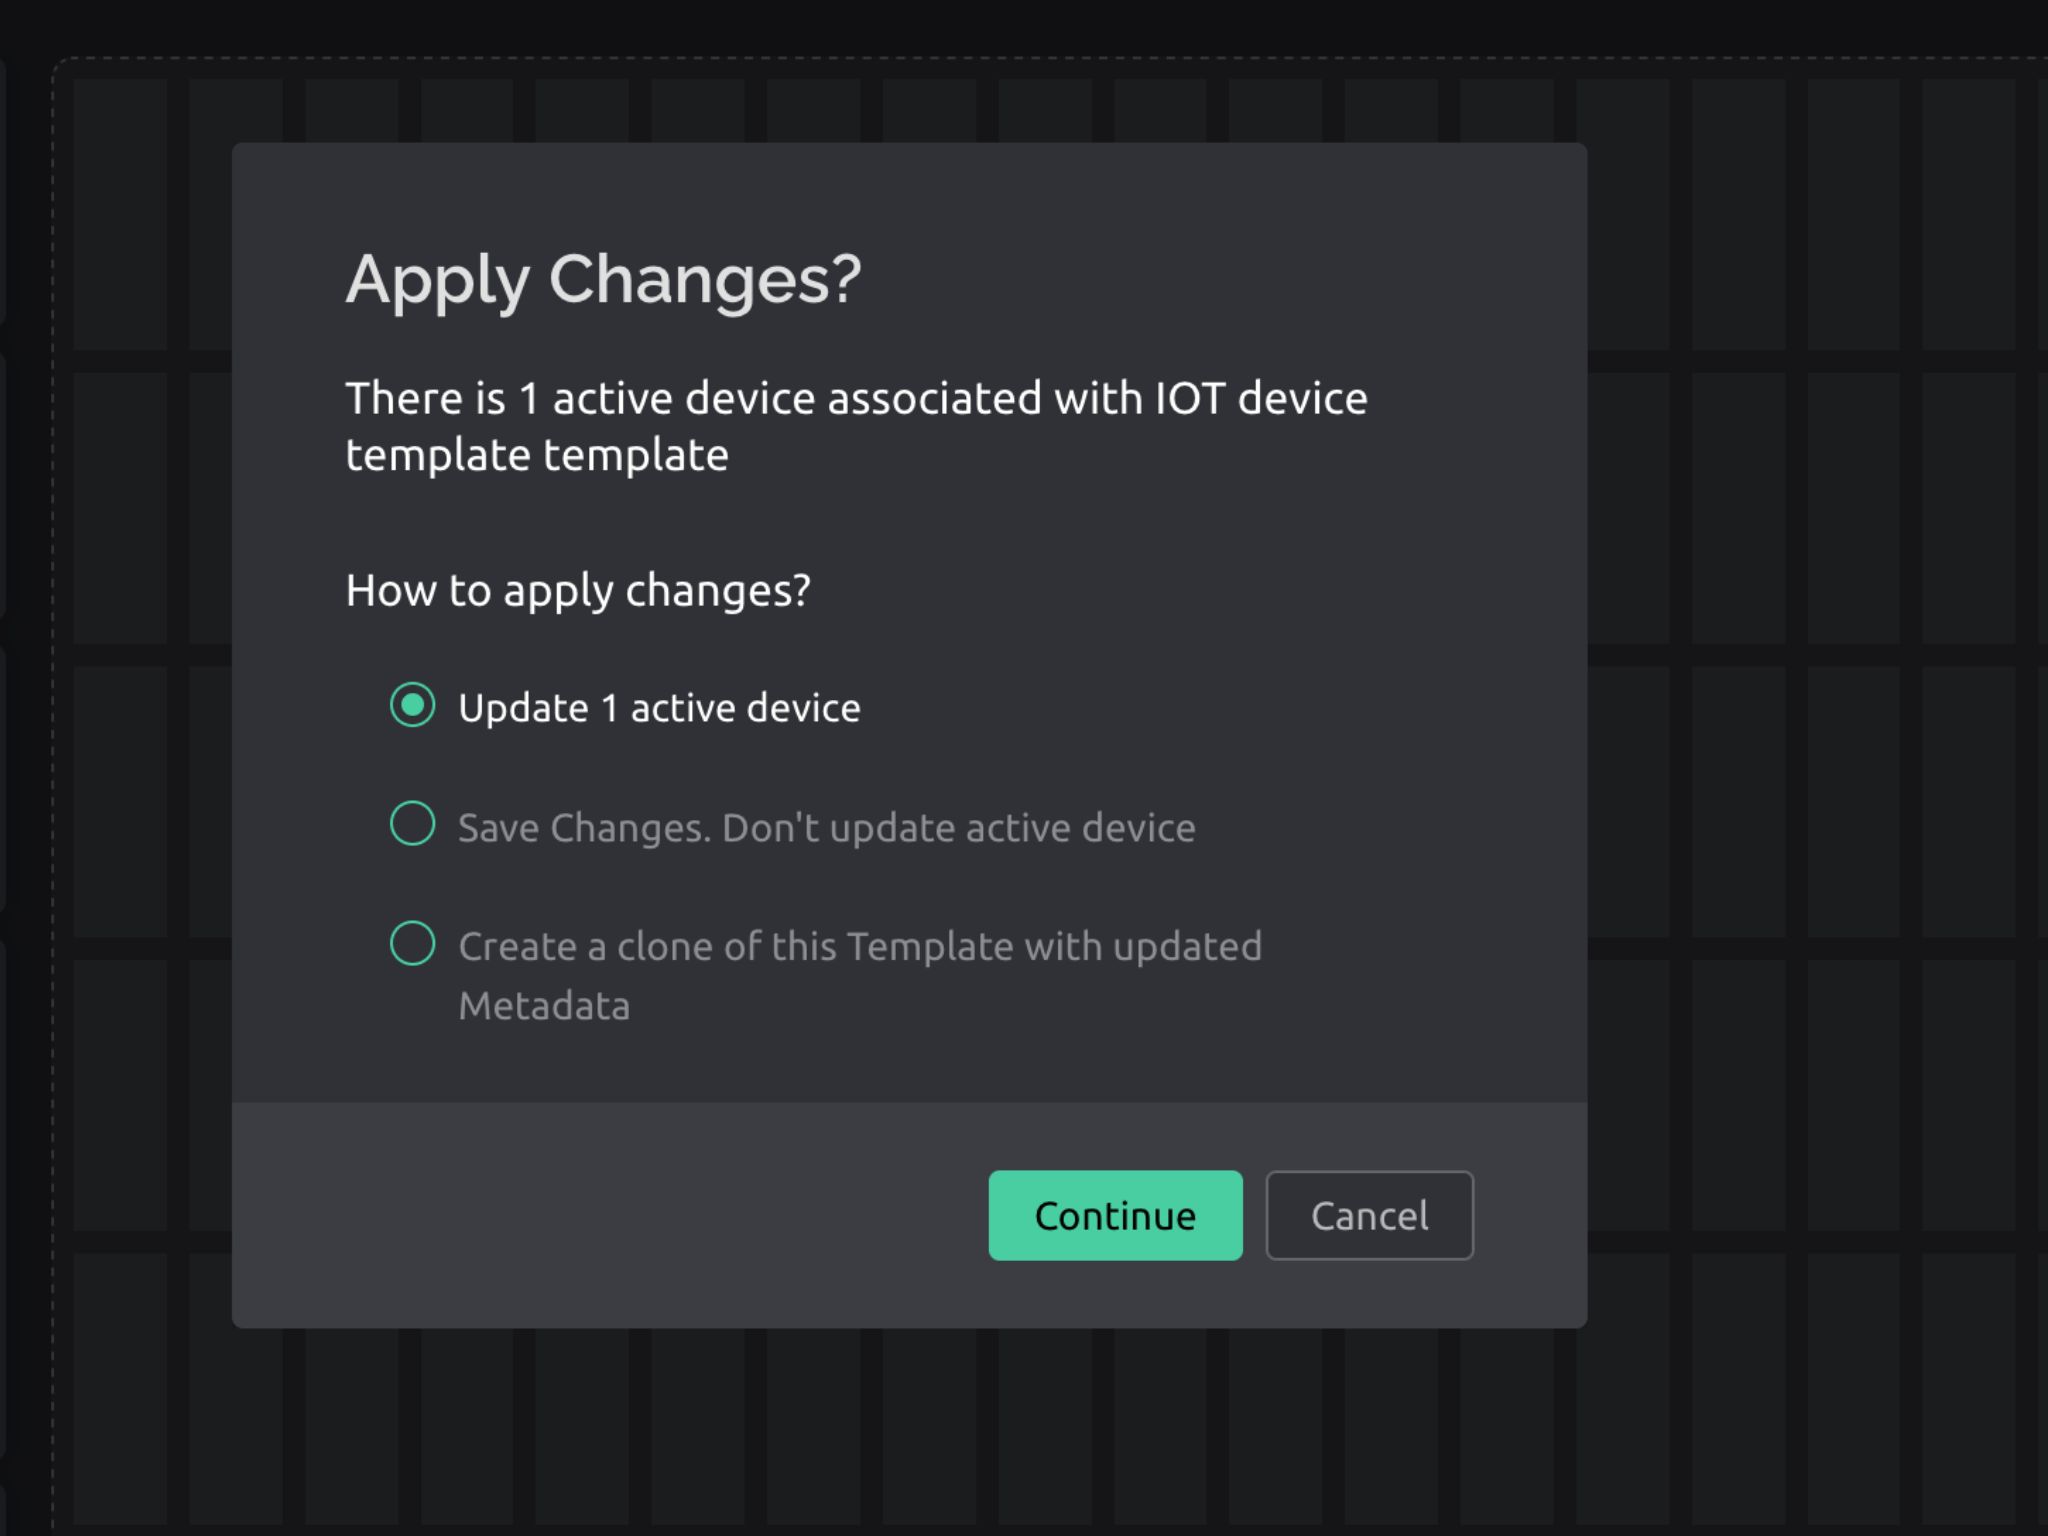 Apply Changes?
There is 1 active device associated with IOT device
template template
How to apply changes?
Update 1 active device
Save Changes. Don't update active device
Create a clone of this Template with updated
Metadata
Continue
Cancel